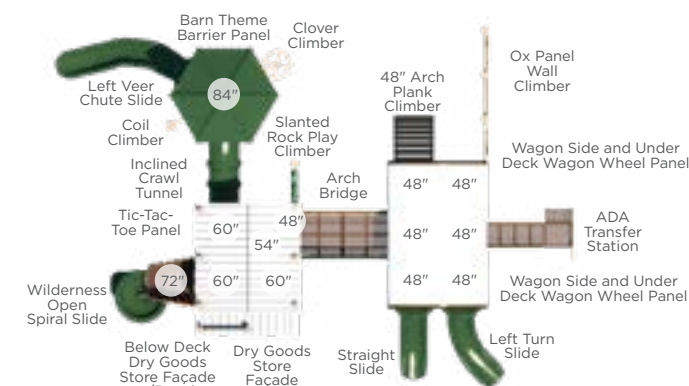 Barn Theme
Barrier Panel
Clover
Climber
Left Veer
Chute Slide
84"
Coil
Climber
Slanted
Rock Play
Climber
Inclined
Crawl
Tunnel
Arch
Bridge
48" Arch
Plank
Climber
Ox Panel
Wall
Climber
Wagon Side and Under
Deck Wagon Wheel Panel
Tic-Tac-
Toe Panel
60"
48"
54"
72"
60"
60"
48"
48"
48"
48"
48"
48"
ADA
Transfer
Station
Wagon Side and Under
Deck Wagon Wheel Panel
Wilderness
Open
Spiral Slide
Below Deck
Dry Goods
Store Façade
Dry Goods
Store
Façade
Straight
Slide
Left Turn
Slide